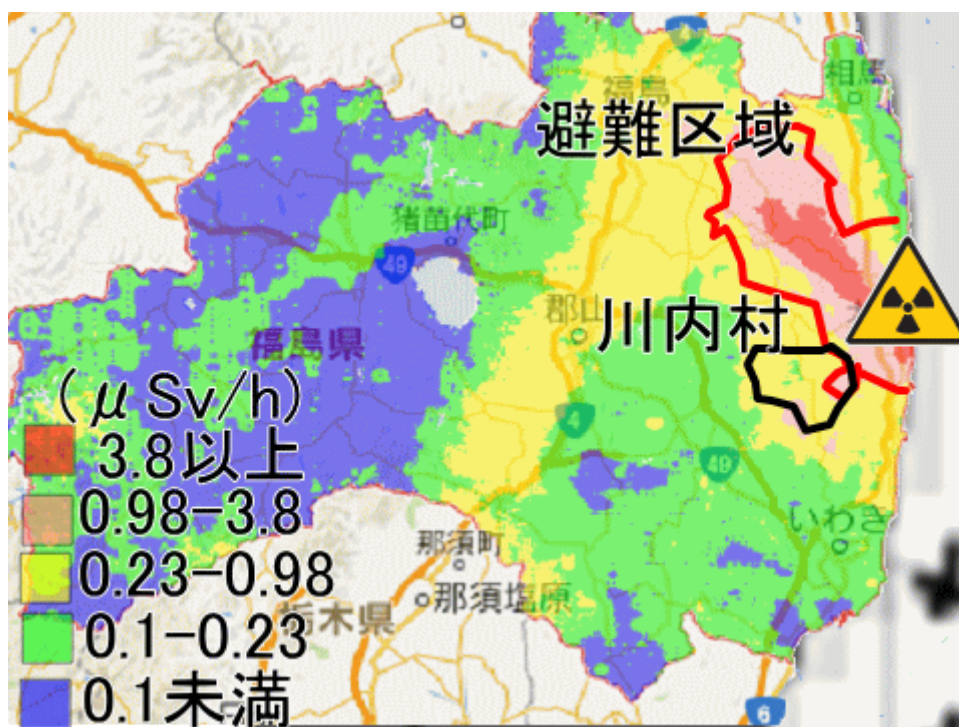 4
福島
相馬
避難区域
猪苗代町
49
郡山
川内村
福島県
(μSv/h)
3.8以上
0.98-3.8
0.23-0.98
0.1-0.23
0.1未満
4
49
いわき
那須町
那須塩原
栃木県
6